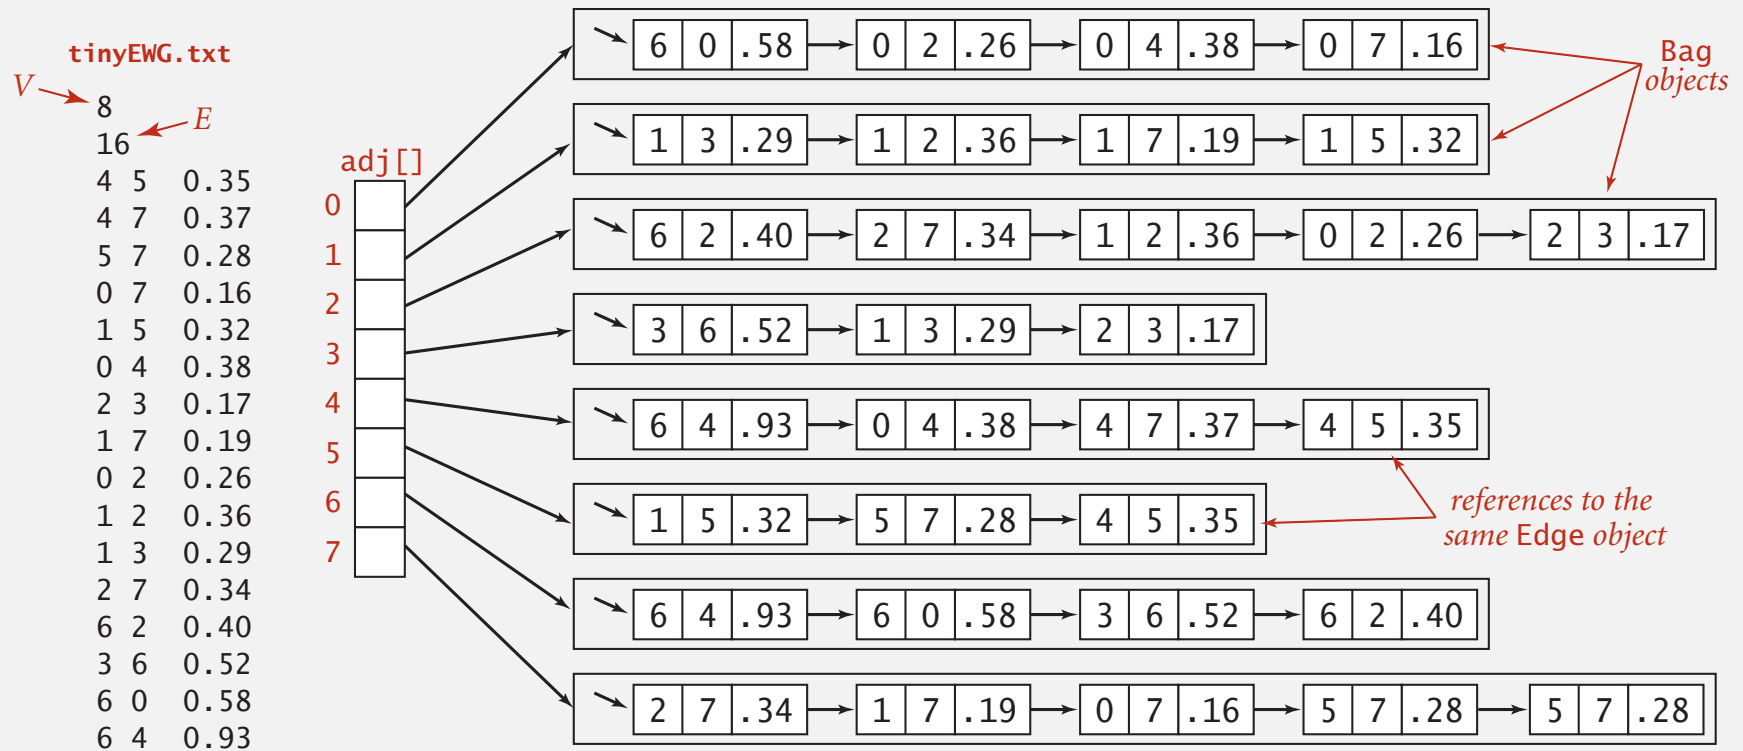 tinyEWG.txt
V
8
E
16
4 5 0.35
4 7 0.37
5 7 0.28
0 7 0.16
1 5 0.32
0 4 0.38
2 3 0.17
1 7 0.19
0 2 0.26
1 2 0.36
1 3 0.29
2 7 0.34
6 2 0.40
3 6 0.52
6 0 0.58
6 4 0.93
adj[]
0
1
2
3
4
5
6
7
6 0 .58 0 2 .26 0 4 .38 0 7 .16
1 3 .29 1 2 .36 1 7 .19 1 5 .32
6 2 .40 2 7 .34 1 2 .36 0 2 .26 2 3 .17
3 6 .52 1 3 .29 2 3 .17
6 4 .93 0 4 .38 4 7 .37 4 5 .35
1 5 .32 5 7 .28 4 5 .35
6 4 .93 6 0 .58 3 6 .52 6 2 .40
2 7 .34 1 7 .19 0 7 .16 5 7 .28 5 7 .28
Bag
objects
references to the
same Edge object